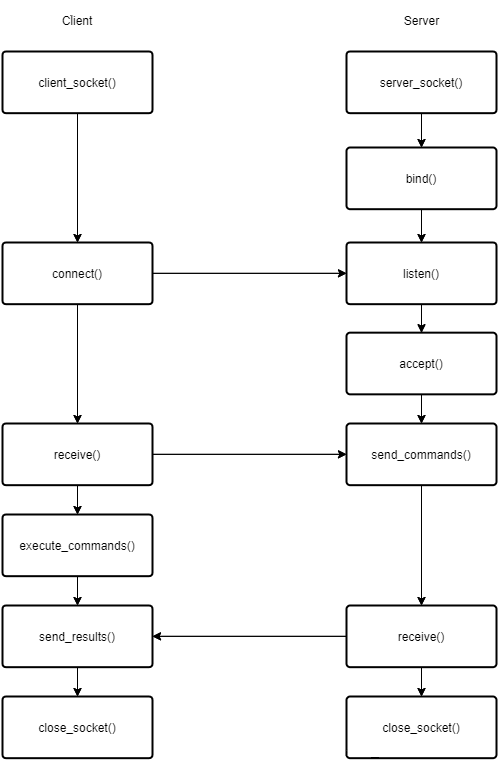 Client
Server
client_socket()
server_socket()
bind()
connect()
listen()
accept()
receive()
send_commands()
execute_commands()
send_results()
receive()
close_socket()
close_socket()